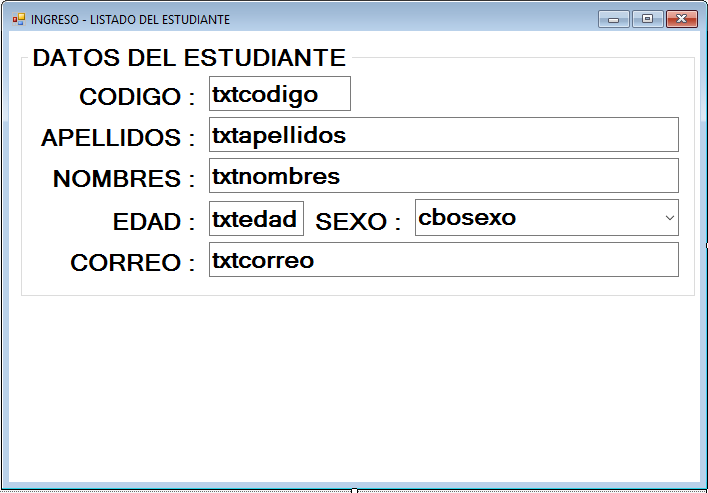 INGRESO - LISTADO DEL ESTUDIANTE
DATOS DEL ESTUDIANTE
CODIGO : txtcodigo
APELLIDOS : txtapellidos
NOMBRES : txtnombres
EDAD : txtedad SEXO : cbosexo
CORREO : txtcorreo